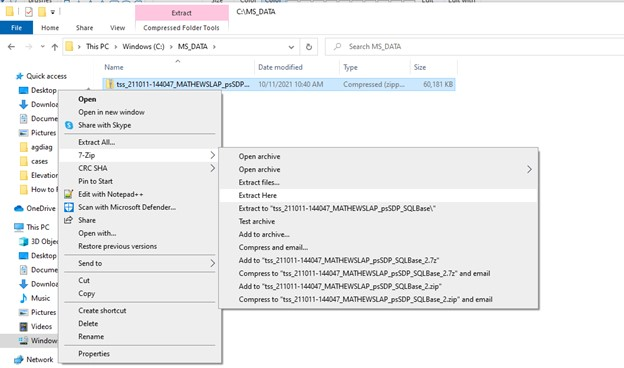 Extract
C:\MS_DATA
File
Home
Share
View
Compressed Folder Tools
This PC
Windows (C:)
MS_DATA
Search MS_DATA
Name
Date modified
Type
Size
Quick access
tss_211011-144047_MATHEWSLAP_psSDP...
10/11/2021 10:40 AM
Compressed (zipp...
60,181 KB
Desktop
Downloa
Docume
Pictures
agdiag
cases
Elevation
How to
OneDrive
This PC
3D Objec
Desktop
Docume
Downloa
Music
Pictures
Videos
Window
Network
Open
Open in new window
Share with Skype
Extract All...
7-Zip
CRC SHA
Pin to Start
Edit with Notepad++
Scan with Microsoft Defender...
Share
Open with...
Restore previous versions
Send to
Cut
Copy
Create shortcut
Delete
Rename
Properties
Open archive
Open archive
Extract files...
Extract Here
Extract to "tss_211011-144047_MATHEWSLAP_psSDP_SQLBase\"
Test archive
Add to archive...
Compress and email...
Add to "tss_211011-144047_MATHEWSLAP_psSDP_SQLBase_2.7z"
Compress to "tss_211011-144047_MATHEWSLAP_psSDP_SQLBase_2.7z" and email
Add to "tss_211011-144047_MATHEWSLAP_psSDP_SQLBase_2.zip"
Compress to "tss_211011-144047_MATHEWSLAP_psSDP_SQLBase_2.zip" and email